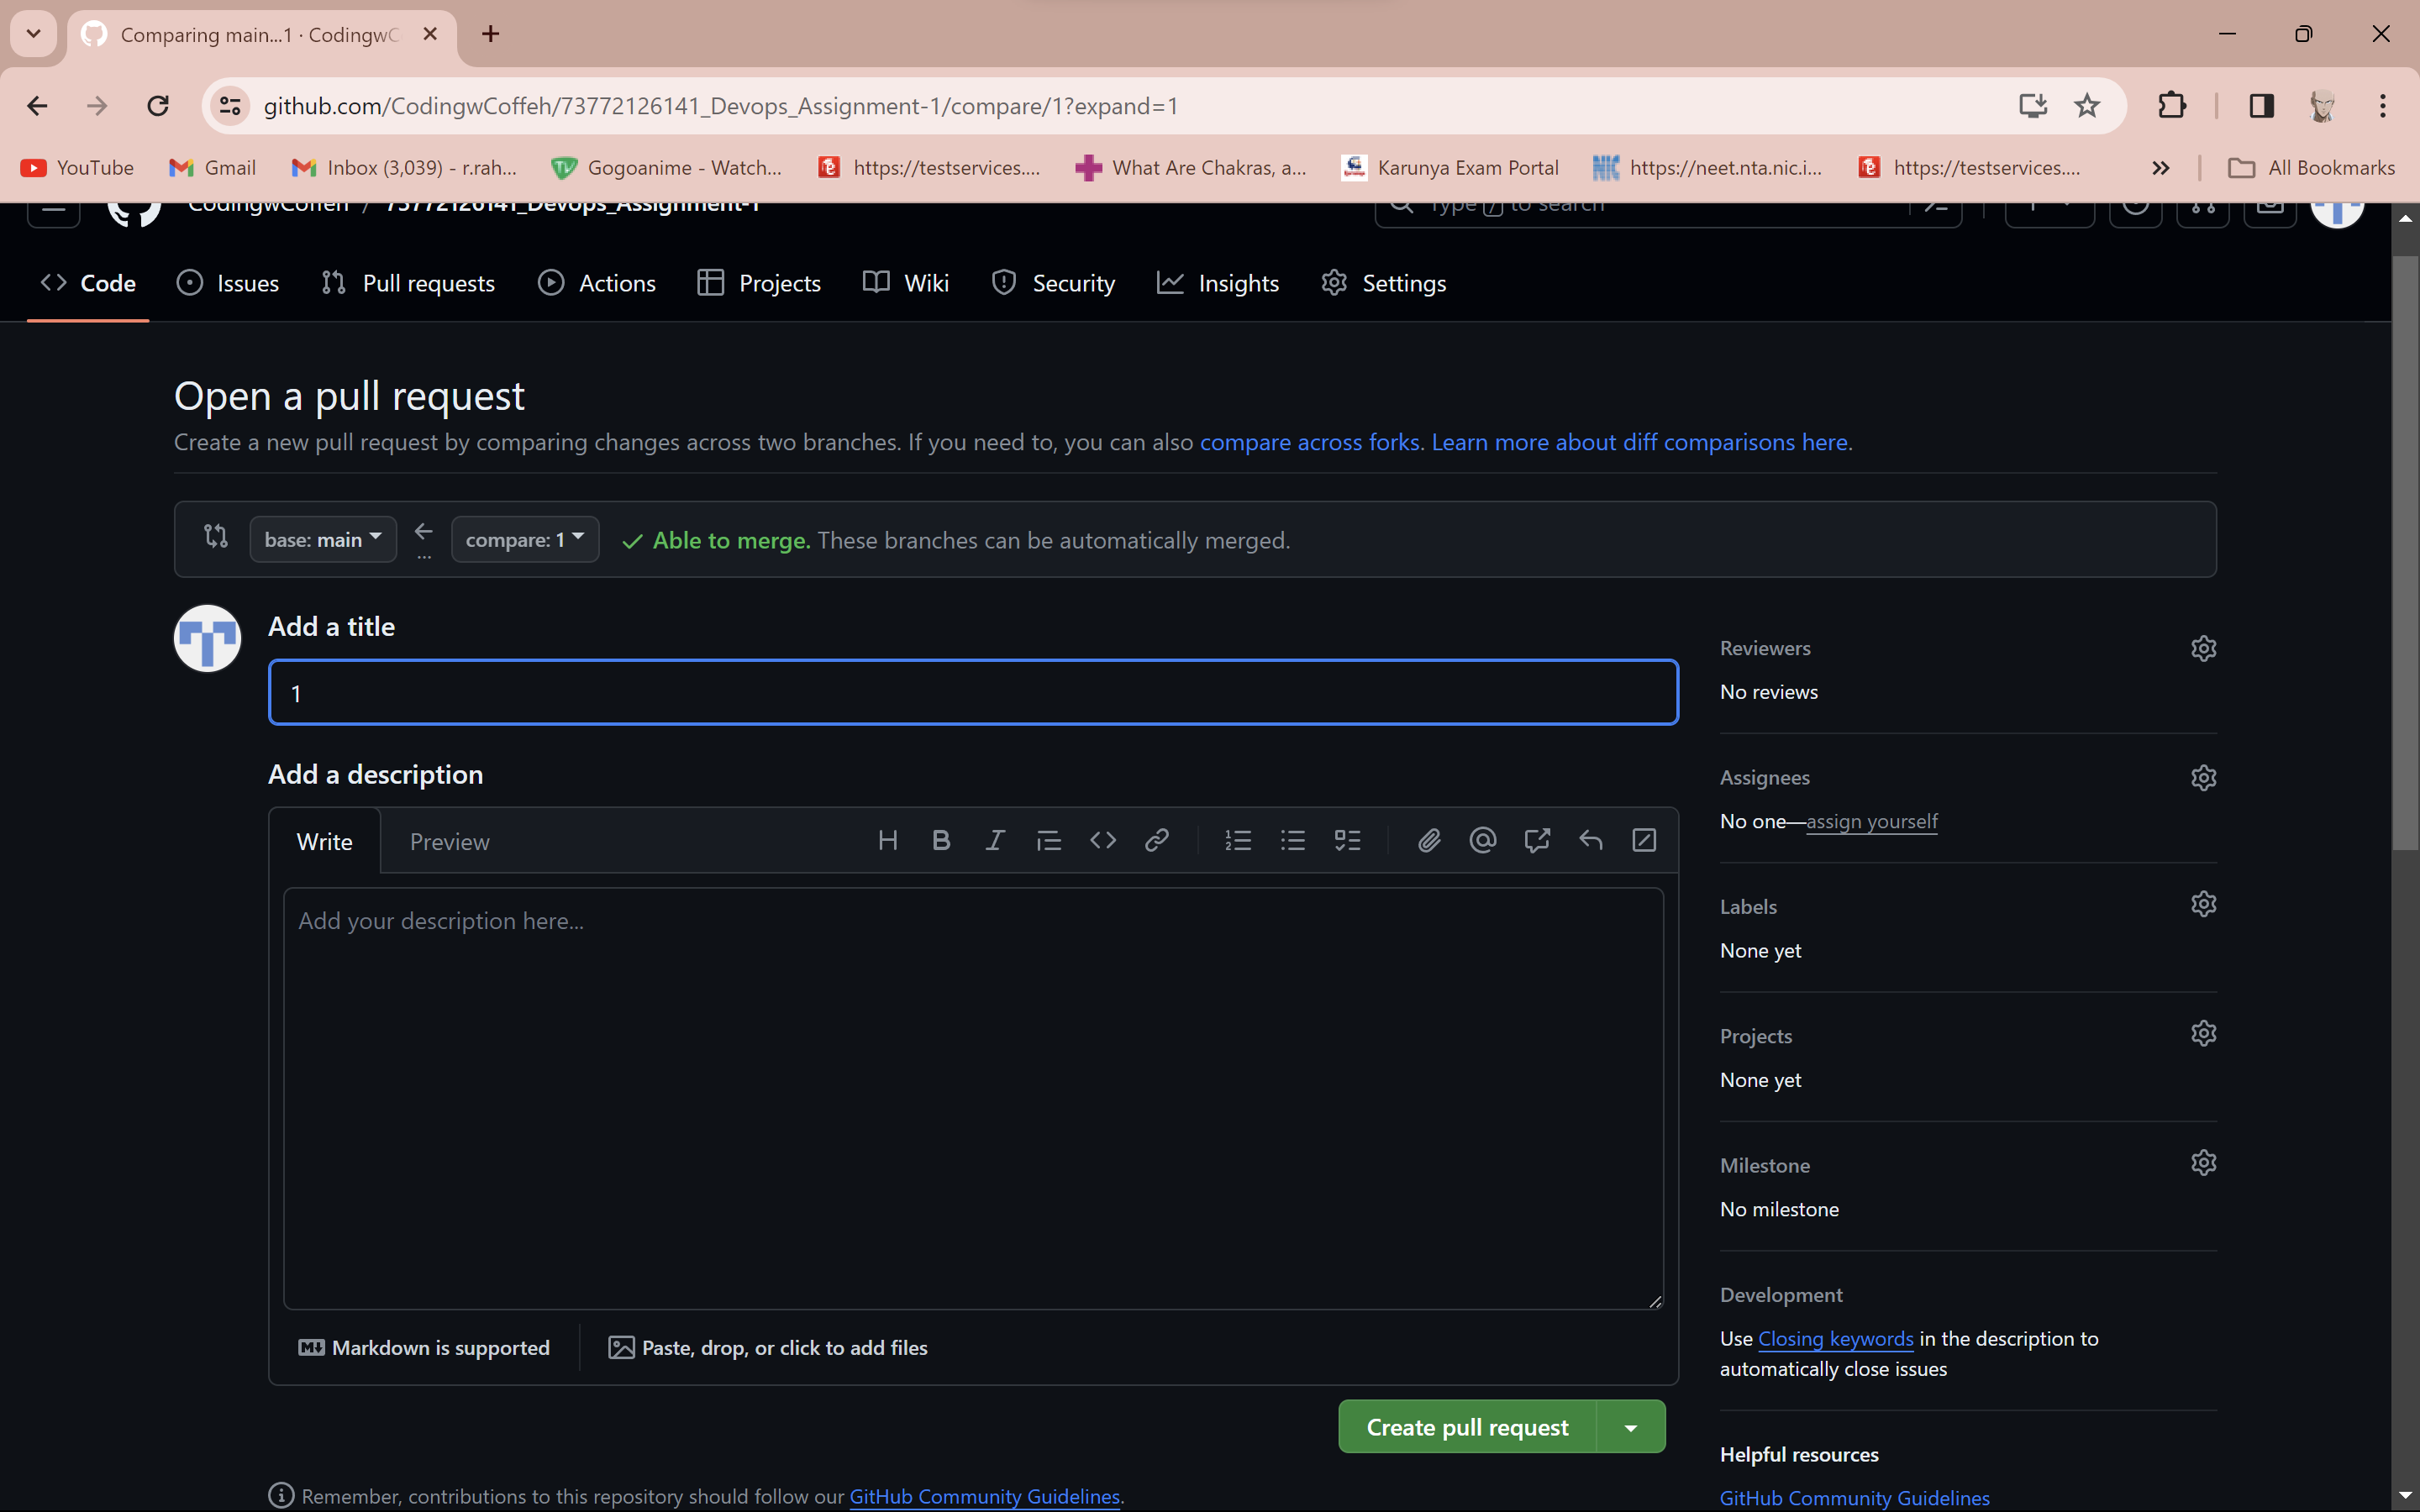 Comparing main...1 · CodingwC
github.com/CodingwCoffeh/73772126141_Devops_Assignment-1/compare/1?expand=1
YouTube Gmail Inbox (3,039) - r.rah... Gogoanime - Watch... https://testservices.... What Are Chakras, a... Karunya Exam Portal https://neet.nta.nic.i... https://testservices.... » All Bookmarks
CodingwCoffeh / 73772126141_Devops_Assignment-1 Type / to search
Code Issues Pull requests Actions Projects Wiki Security Insights Settings
Open a pull request
Create a new pull request by comparing changes across two branches. If you need to, you can also compare across forks. Learn more about diff comparisons here.
base: main compare: 1 Able to merge. These branches can be automatically merged.
Add a title
1
Add a description
Write Preview
Add your description here...
Markdown is supported Paste, drop, or click to add files
Create pull request
Remember, contributions to this repository should follow our GitHub Community Guidelines.
Reviewers
No reviews
Assignees
No one—assign yourself
Labels
None yet
Projects
None yet
Milestone
No milestone
Development
Use Closing keywords in the description to
automatically close issues
Helpful resources
GitHub Community Guidelines